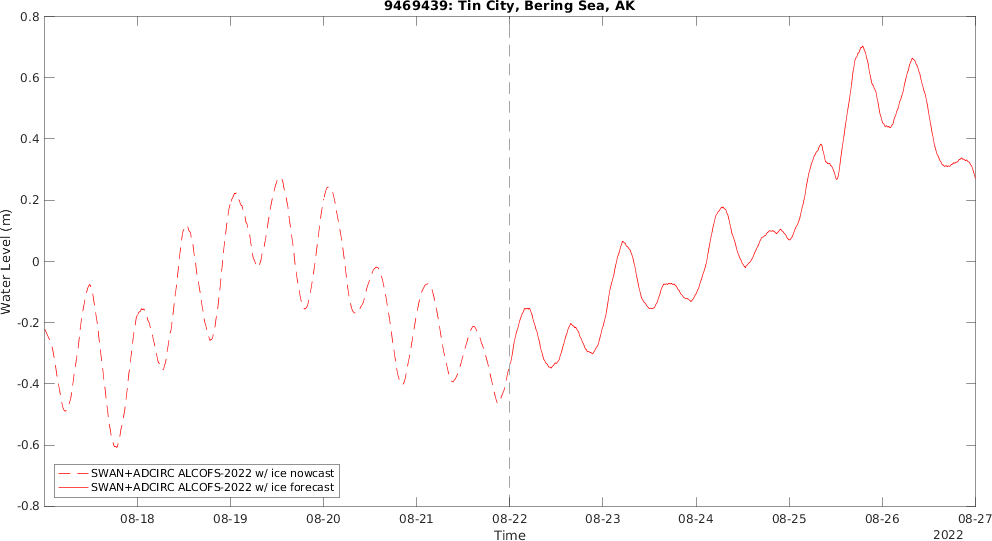 9469439: Tin City, Bering Sea, AK
Water Level (m)
0.8
0.6
0.4
0.2
0
-0.2
-0.4
-0.6
-0.8
SWAN+ADCIRC ALCOFS-2022 w/ ice nowcast
SWAN+ADCIRC ALCOFS-2022 w/ ice forecast
08-18 08-19 08-20 08-21 08-22 08-23 08-24 08-25 08-26 08-27
Time
2022